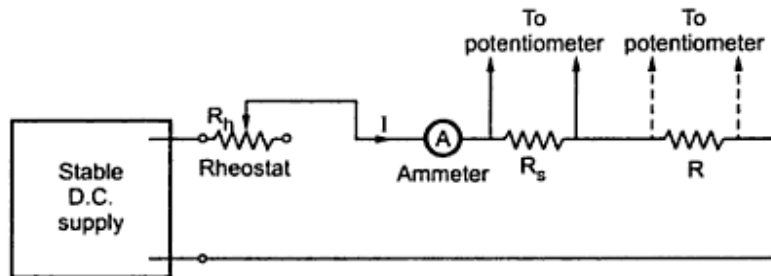 To
potentiometer
To
potentiometer
Rh
I
A
Stable
D.C.
supply
Rheostat
Ammeter
Rs
R